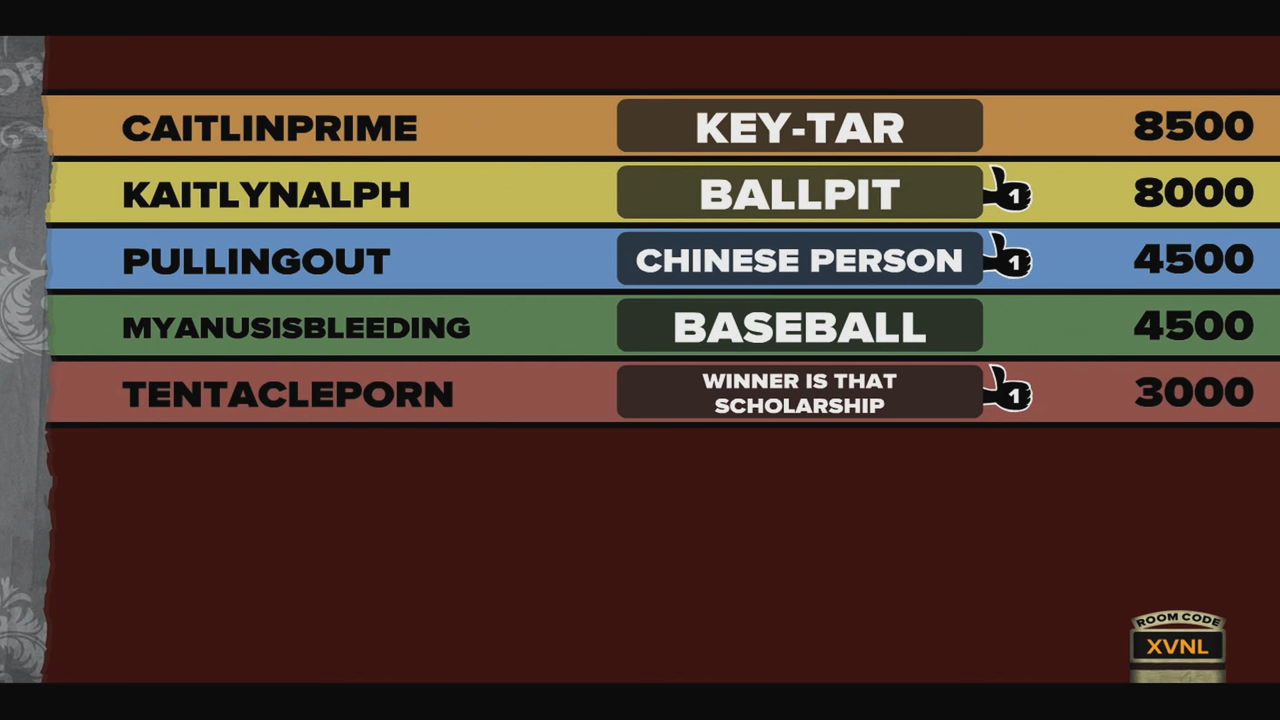 CAITLINPRIME KEY-TAR 8500
KAITLYNALPH BALLPIT 1 8000
PULLINGOUT CHINESE PERSON 1 4500
MYANUSISBLEEDING BASEBALL 4500
TENTACLEPORN WINNER IS THAT SCHOLARSHIP 1 3000
ROOM CODE
XVNL